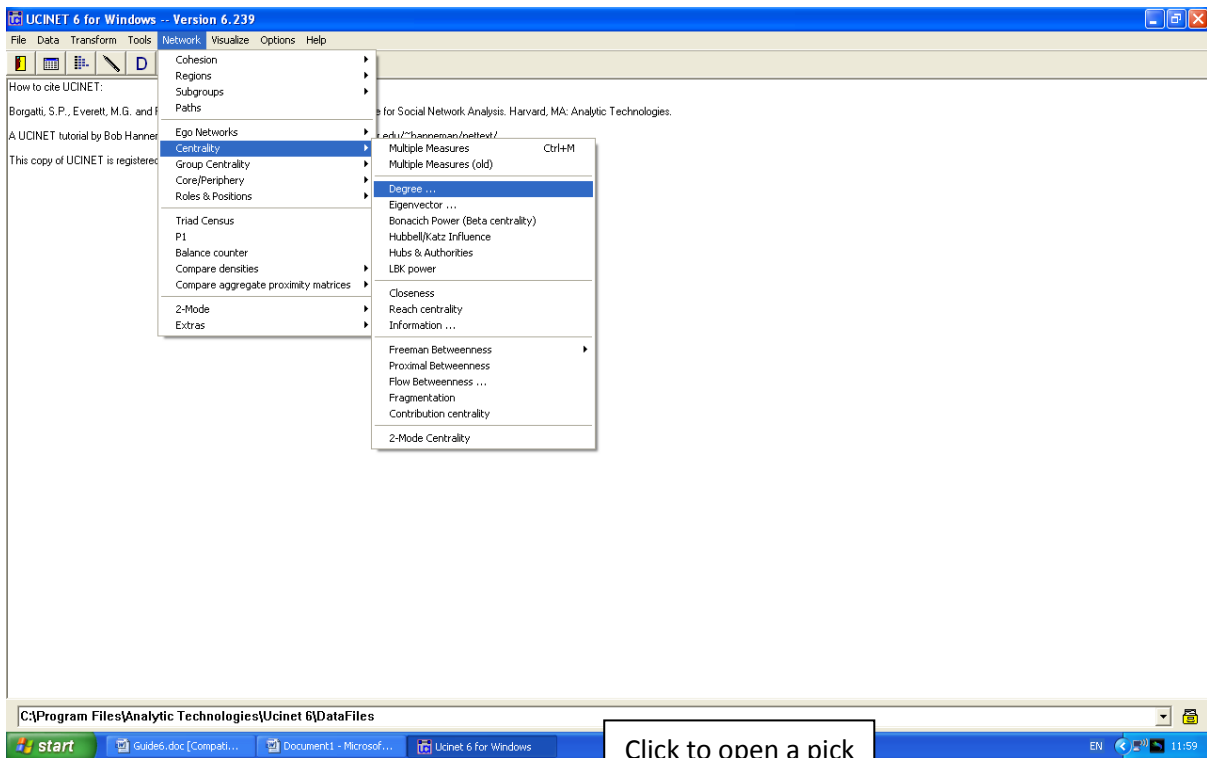 UCINET 6 for Windows -- Version 6.239
File Data Transform Tools Network Visualize Options Help
D
How to cite UCINET:
Borgatti, S.P., Everett, M.G. and F
e for Social Network Analysis. Harvard, MA: Analytic Technologies.
A UCINET tutorial by Bob Hanner
r.edu/~hanneman/nettext/
This copy of UCINET is registered
Cohesion
Regions
Subgroups
Paths
Ego Networks
Centrality
Group Centrality
Core/Periphery
Roles & Positions
Triad Census
P1
Balance counter
Compare densities
Compare aggregate proximity matrices
2-Mode
Extras
Multiple Measures Ctrl+M
Multiple Measures (old)
Degree ...
Eigenvector ...
Bonacich Power (Beta centrality)
Hubbell/Katz Influence
Hubs & Authorities
LBK power
Closeness
Reach centrality
Information ...
Freeman Betweenness
Proximal Betweenness
Flow Betweenness ...
Fragmentation
Contribution centrality
2-Mode Centrality
C:\Program Files\Analytic Technologies\Ucinet 6\DataFiles
start Guide6.doc [Compati... Document1 - Microsof... Ucinet 6 for Windows EN 11:59
Click to open a pick